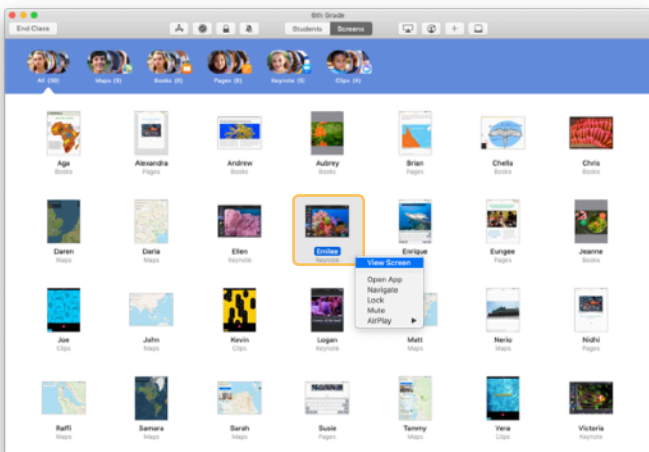 6th Grade
End Class
Students Screens
All (30) Maps (9) Books (6) Pages (6) Keynote (5) Clips (4)
Aga Alexandra Andrew Aubrey Brian Chella Chris
Books Pages Books Books Pages Books Books
Daren Daria Ellen Emilee Enrique Eungee Jeanne
Maps Maps Keynote Keynote Pages Books
View Screen
Open App
Navigate
Lock
Mute
AirPlay
Joe John Kevin Logan Matt Nerio Nidhi
Clips Maps Clips Keynote Maps Maps Pages
Raffi Samara Sarah Susie Tammy Vera Victoria
Maps Maps Maps Pages Maps Clips Keynote